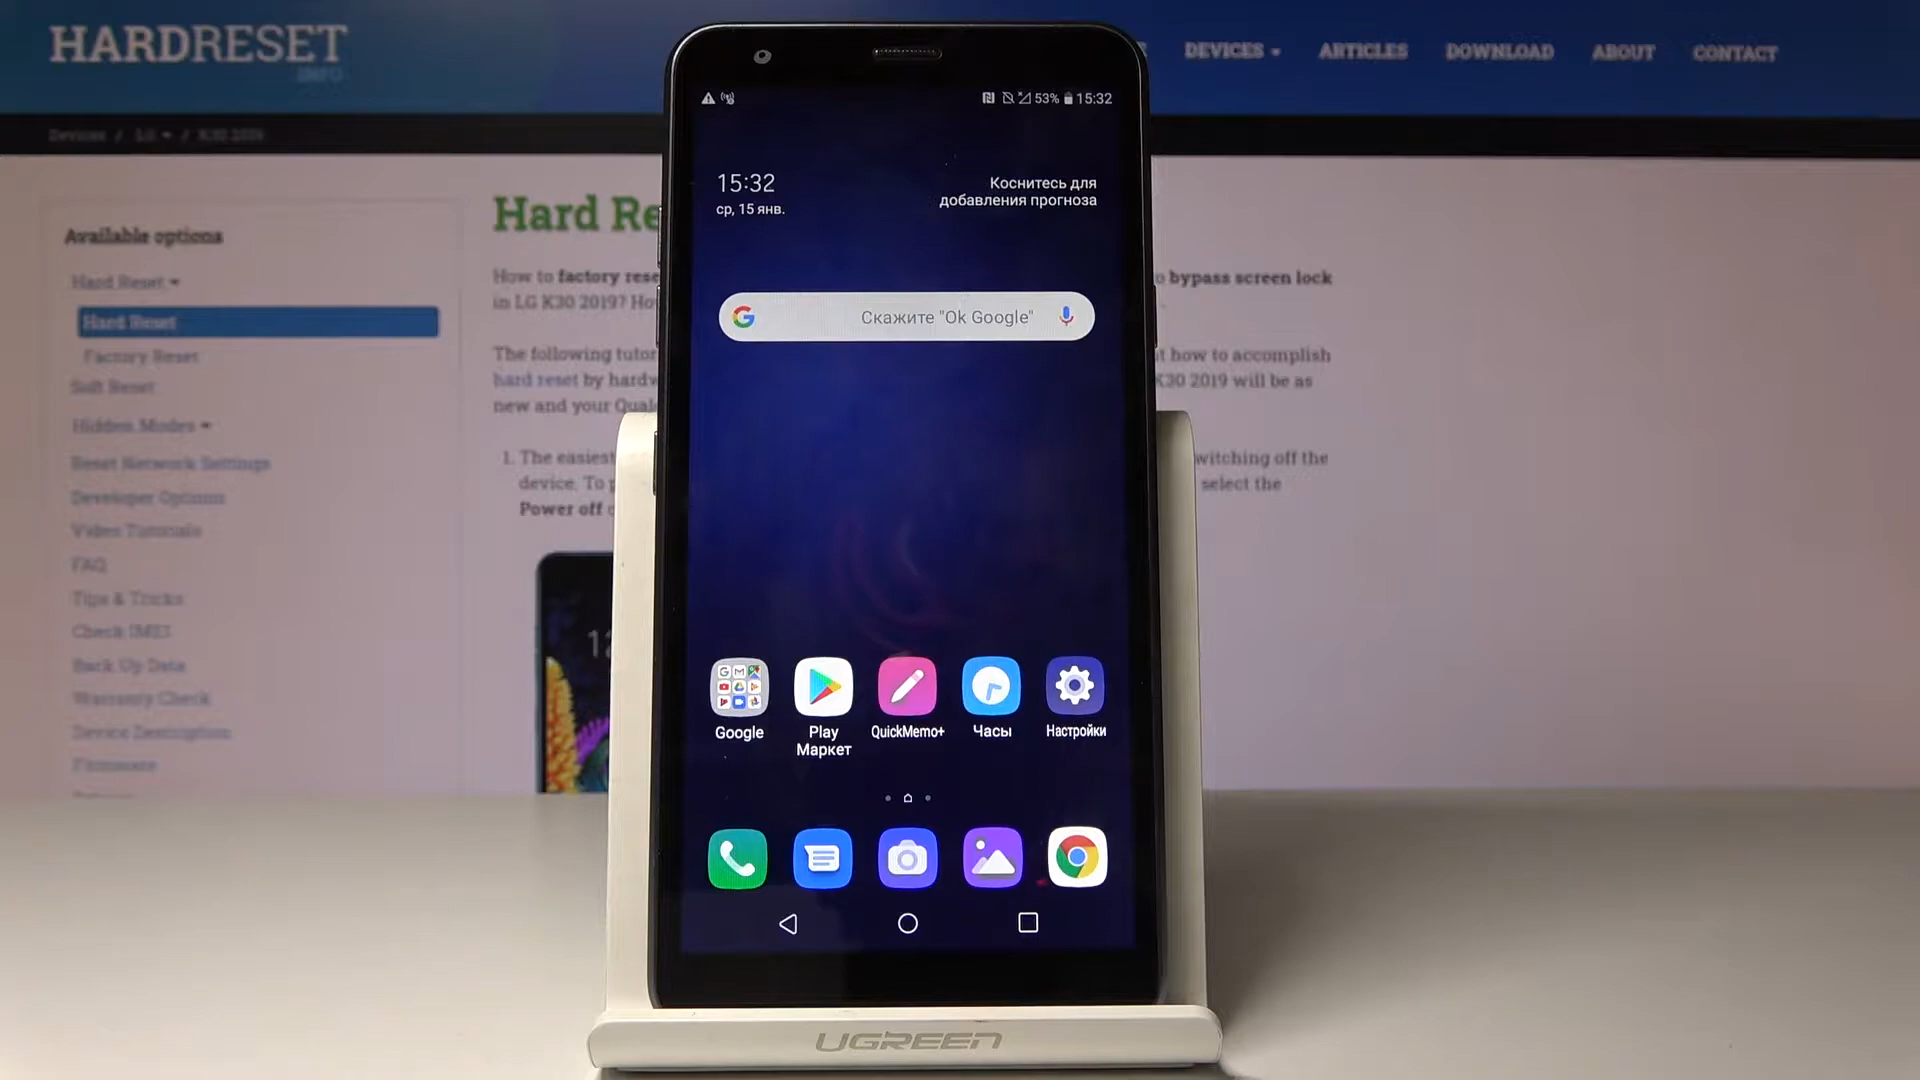 HARDRESET
INFO
DEVICES
ARTICLES
DOWNLOAD
ABOUT
CONTACT
Devices / LG / K30 2019
Available options
Hard Reset
Hard Reset
Factory Reset
Soft Reset
Hidden Modes
Reset Network Settings
Developer Options
Video Tutorials
FAQ
Tips & Tricks
Check IMEI
Back Up Data
Warranty Check
Device Description
Firmware
Hard Re
How to factory rese
bypass screen lock
in LG K30 2019? Ho
The following tutor
t how to accomplish
hard reset by hardw
K30 2019 will be as
new and your Qual
1. The easiest
witching off the
device. To p
select the
Power off
53% 15:32
15:32
ср, 15 янв.
Коснитесь для
добавления прогноза
Скажите "Ok Google"
Google
Play
Маркет
QuickMemo+
Часы
Настройки
UGREEN